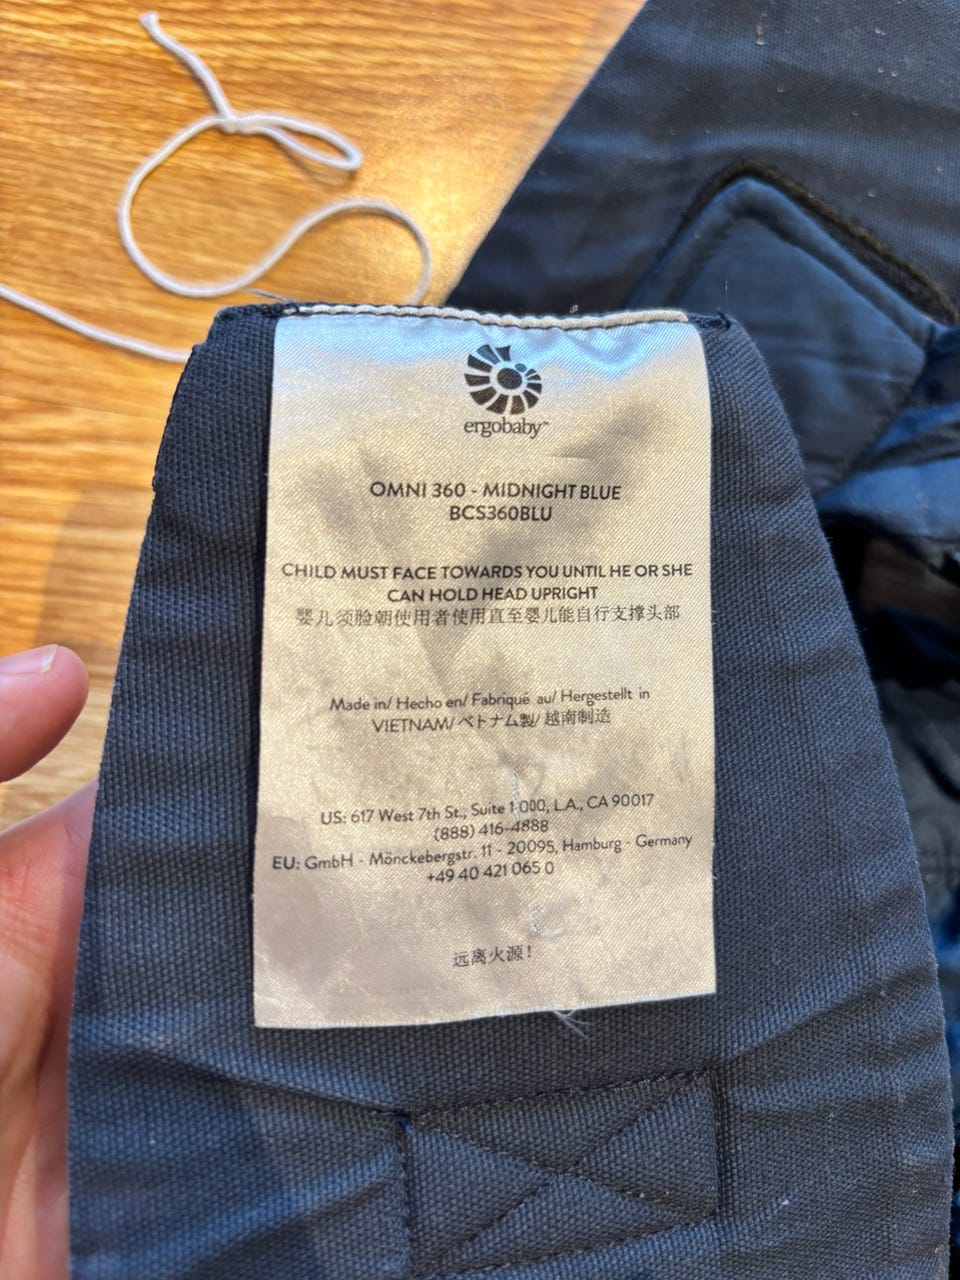 ergobaby™
OMNI 360 - MIDNIGHT BLUE
BCS360BLU
CHILD MUST FACE TOWARDS YOU UNTIL HE OR SHE
CAN HOLD HEAD UPRIGHT
婴儿须脸朝使用者使用直至婴儿能自行支撑头部
Made in/ Hecho en/ Fabriqué au/ Hergestellt in
VIETNAM/ ベトナム製/ 越南制造
US: 617 West 7th St., Suite 1000, L.A., CA 90017
(888) 416-4888
EU: GmbH - Mönckebergstr. 11 - 20095, Hamburg - Germany
+49 40 421 065 0
远离火源!